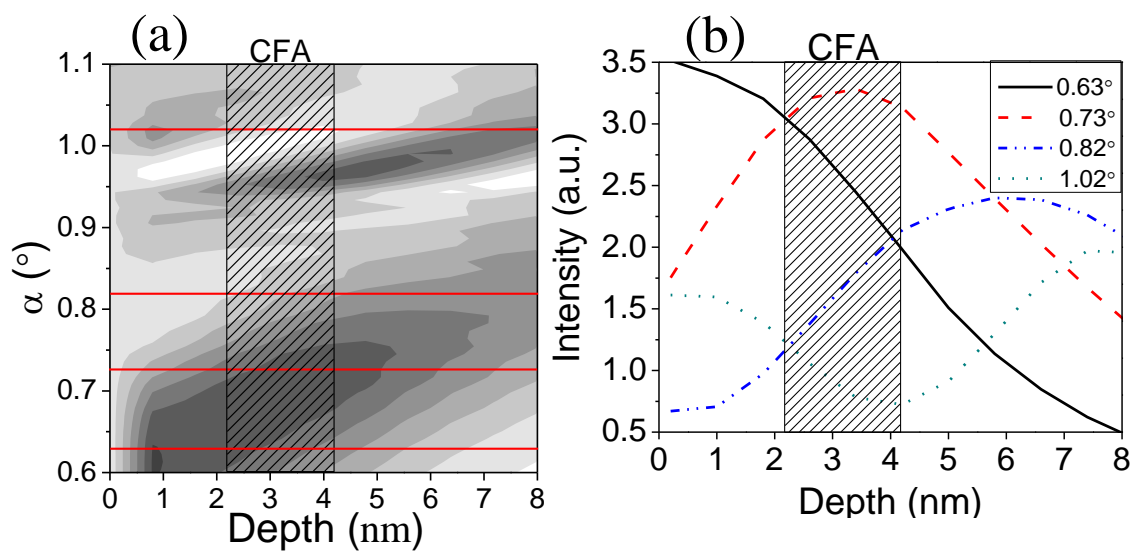 (a)
CFA
1.1
1.0
0.9
0.8
0.7
0.6
α (°)
0 1 2 3 4 5 6 7 8
Depth (nm)
(b)
CFA
3.5
3.0
2.5
2.0
1.5
1.0
0.5
Intensity (a.u.)
0.63°
0.73°
0.82°
1.02°
0 1 2 3 4 5 6 7 8
Depth (nm)